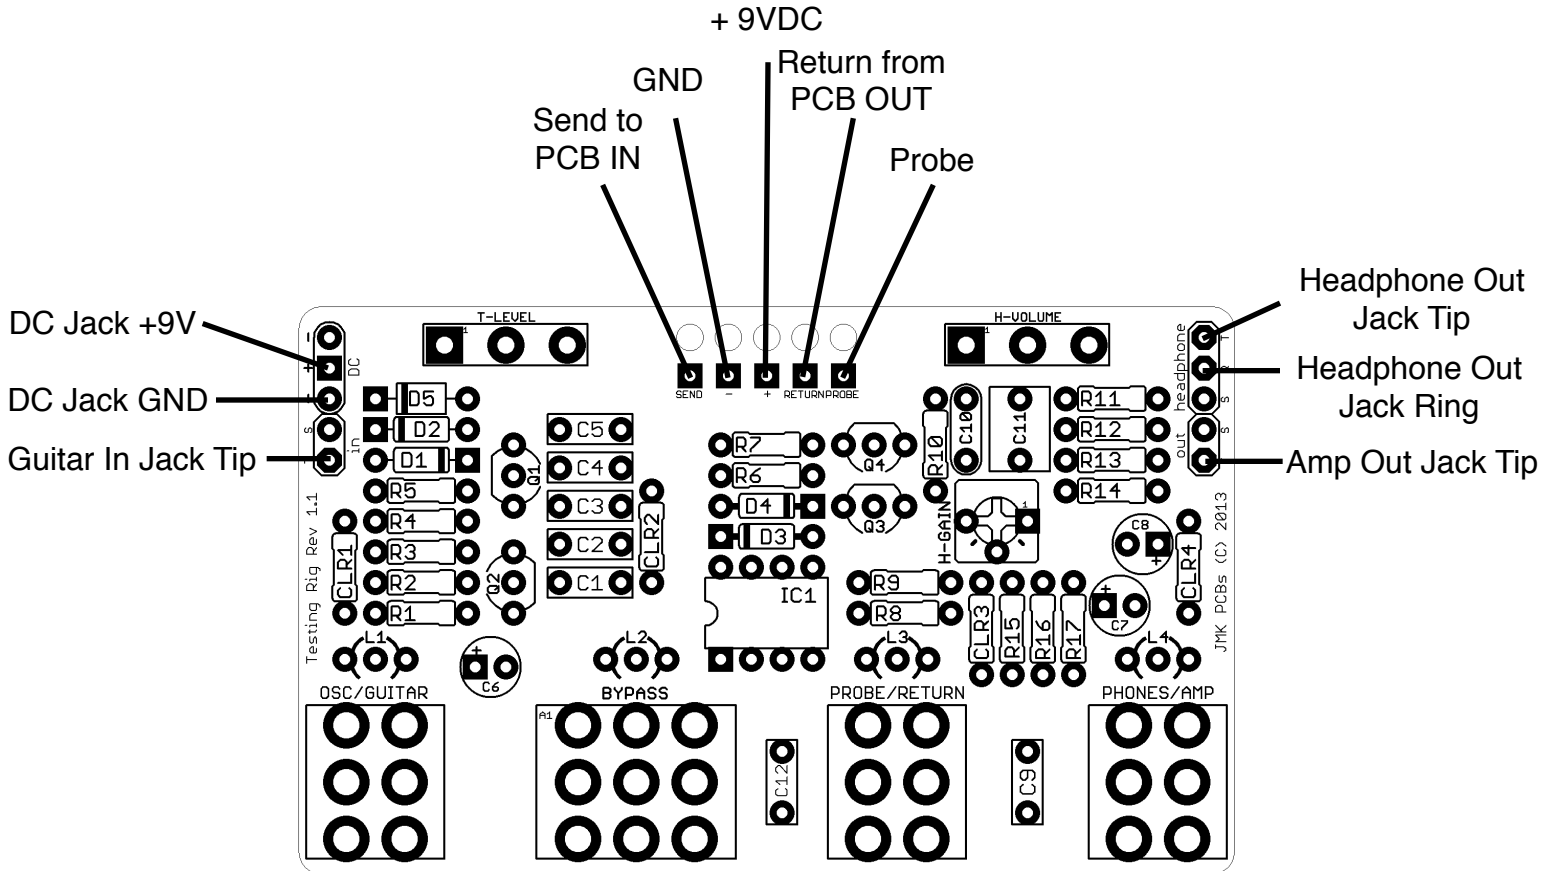 + 9VDC
GND
Return from
PCB OUT
Send to
PCB IN
Probe
DC Jack +9V
DC Jack GND
Guitar In Jack Tip
Headphone Out
Jack Tip
Headphone Out
Jack Ring
Amp Out Jack Tip
T-LEVEL
1
H-VOLUME
1
SEND
-
+
RETURN
PROBE
-
+
DC
S
in
headphone
T
S
S
out
D5
D2
D1
R5
R4
R3
R2
R1
Q1
Q2
C5
C4
C3
C2
C1
CLR1
CLR2
R7
R6
D4
D3
IC1
Q4
Q3
R10
C10
C11
R11
R12
R13
R14
H-GAIN
1
R9
R8
CLR3
R15
R16
R17
C8
+
+
C7
CLR4
Testing Rig Rev 1.1
JMK PCBs (C) 2013
L1
+
C6
L2
L3
L4
OSC/GUITAR
BYPASS
PROBE/RETURN
PHONES/AMP
A1
C12
C9